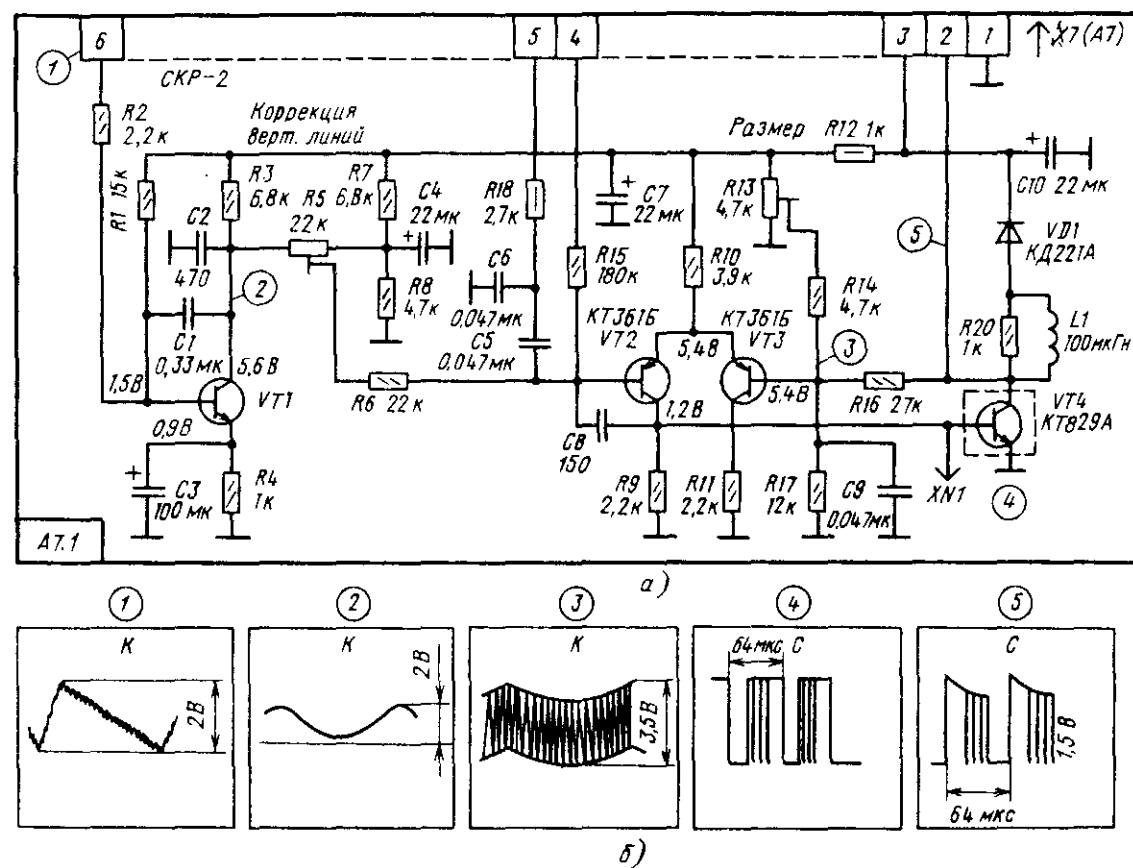 6
5
4
3
2
1
X7(A7)
1
СКР-2
R2
2,2к
Коррекция
верт. линий
Размер
R12 1к
R1 15к
R3
6,8к
R5
22к
R7
6,8к
C4
22мк
R18
2,7к
C7
22мк
R13
4,7к
C10 22мк
C2
470
C6
R15
180к
R10
3,9к
5
VD1
КД221А
2
R8
4,7к
0,047мк
C5
0,047мк
R14
4,7к
C1
0,33мк
5,6В
КТ361Б
VT2
5,4В
КТ361Б
VT3
3
R20
1к
L1
100мкГн
1,5В
VT1
R6 22к
1,2В
5,4В
R16 27к
VT4
КТ829А
0,9В
C8
150
C3
100мк
R4
1к
R9
2,2к
R11
2,2к
R17
12к
C9
0,047мк
XN1
4
А7.1
а)
1
2
3
4
5
К
К
К
С
С
2В
2В
3,5В
64мкс
1,5В
64 мкс
б)